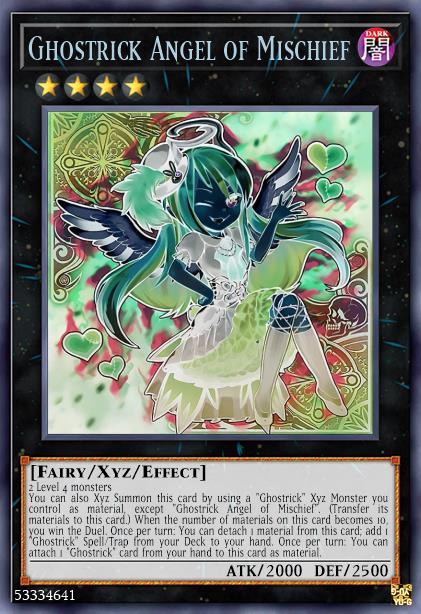 Ghostrick Angel of Mischief
DARK
闇
[Fairy/Xyz/Effect]
2 Level 4 monsters
You can also Xyz Summon this card by using a "Ghostrick" Xyz Monster you
control as material, except "Ghostrick Angel of Mischief". (Transfer its
materials to this card.) When the number of materials on this card becomes 10,
you win the Duel. Once per turn: You can detach 1 material from this card; add 1
"Ghostrick" Spell/Trap from your Deck to your hand. Once per turn: You can
attach 1 "Ghostrick" card from your hand to this card as material.
ATK/2000 DEF/2500
53334641